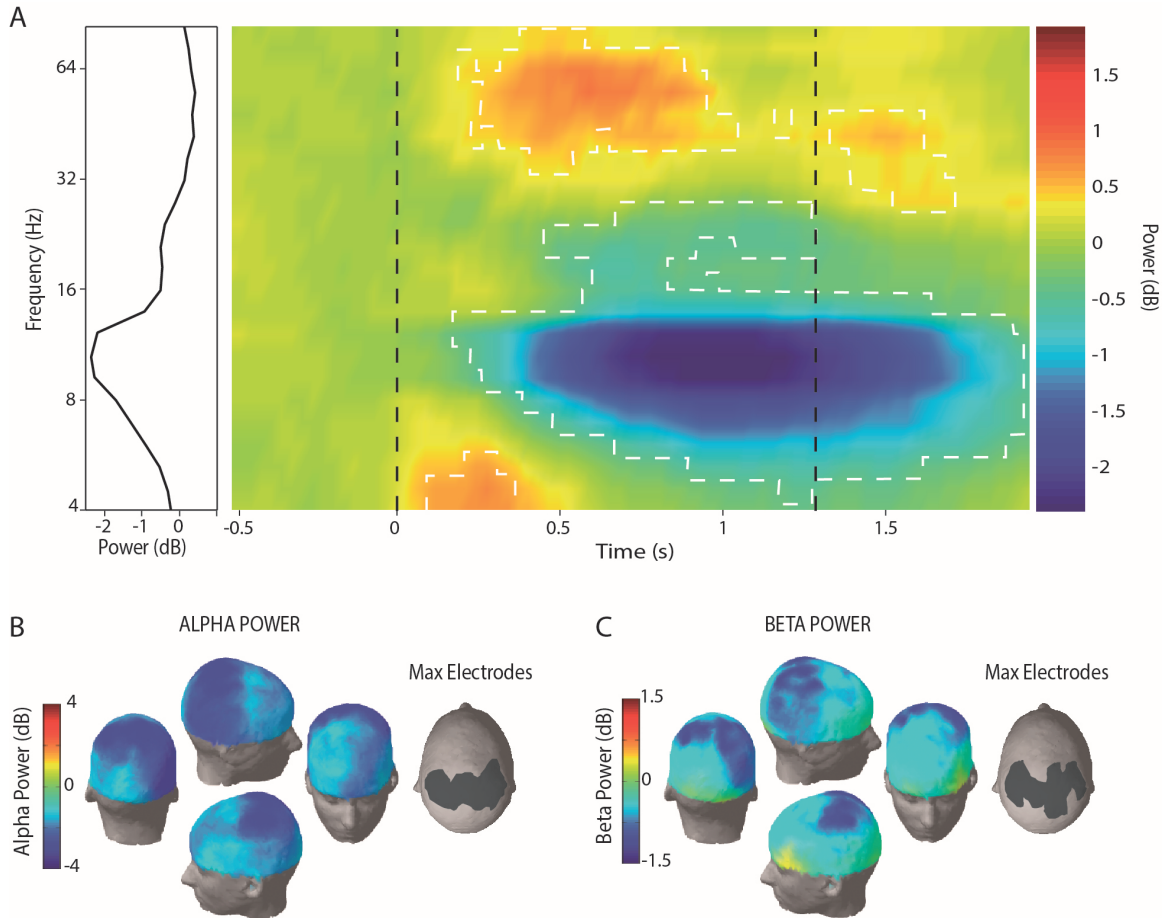 A
64
32
16
8
4
Frequency (Hz)
-2 -1 0
Power (dB)
-0.5 0 0.5 1 1.5
Time (s)
1.5
1
0.5
0
-0.5
-1
-1.5
-2
Power (dB)
B ALPHA POWER
Max Electrodes
4
0
-4
Alpha Power (dB)
C BETA POWER
Max Electrodes
1.5
0
-1.5
Beta Power (dB)